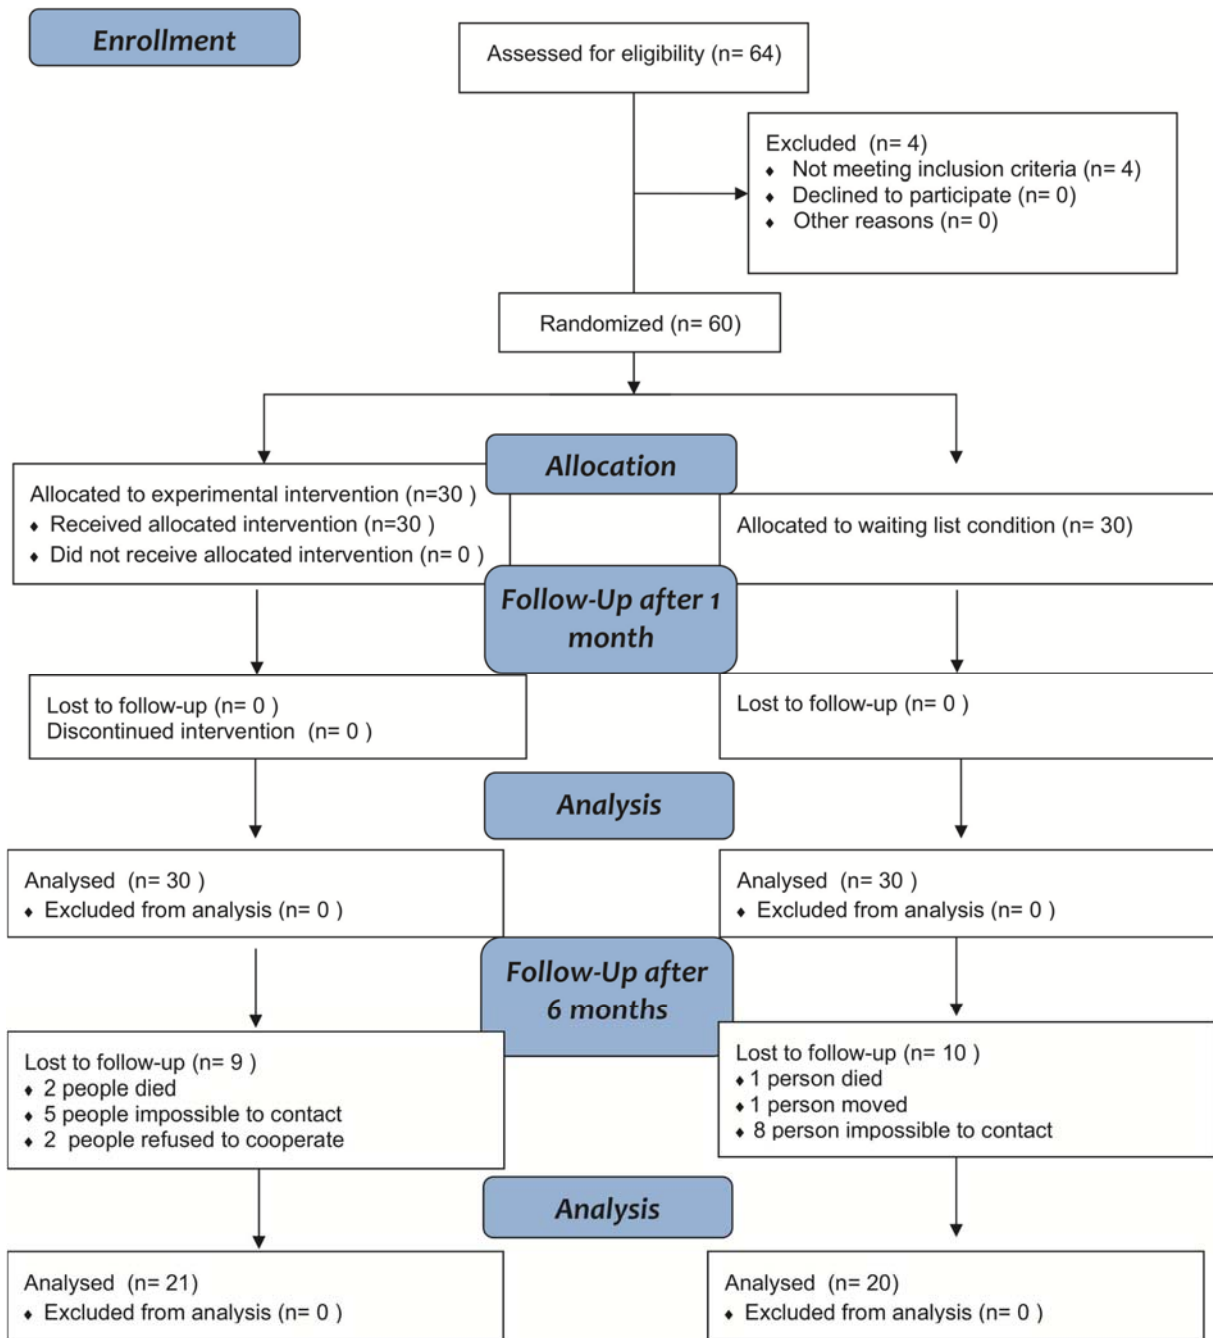 Enrollment
Assessed for eligibility (n= 64)
Excluded (n= 4)
♦ Not meeting inclusion criteria (n= 4)
♦ Declined to participate (n= 0)
♦ Other reasons (n= 0)
Randomized (n= 60)
Allocation
Allocated to experimental intervention (n=30 )
♦ Received allocated intervention (n=30 )
♦ Did not receive allocated intervention (n= 0 )
Allocated to waiting list condition (n= 30)
Follow-Up after 1
month
Lost to follow-up (n= 0 )
Discontinued intervention (n= 0 )
Lost to follow-up (n= 0 )
Analysis
Analysed (n= 30 )
♦ Excluded from analysis (n= 0 )
Analysed (n= 30 )
♦ Excluded from analysis (n= 0 )
Follow-Up after
6 months
Lost to follow-up (n= 9 )
♦ 2 people died
♦ 5 people impossible to contact
♦ 2 people refused to cooperate
Lost to follow-up (n= 10 )
♦ 1 person died
♦ 1 person moved
♦ 8 person impossible to contact
Analysis
Analysed (n= 21)
♦ Excluded from analysis (n= 0 )
Analysed (n= 20)
♦ Excluded from analysis (n= 0 )